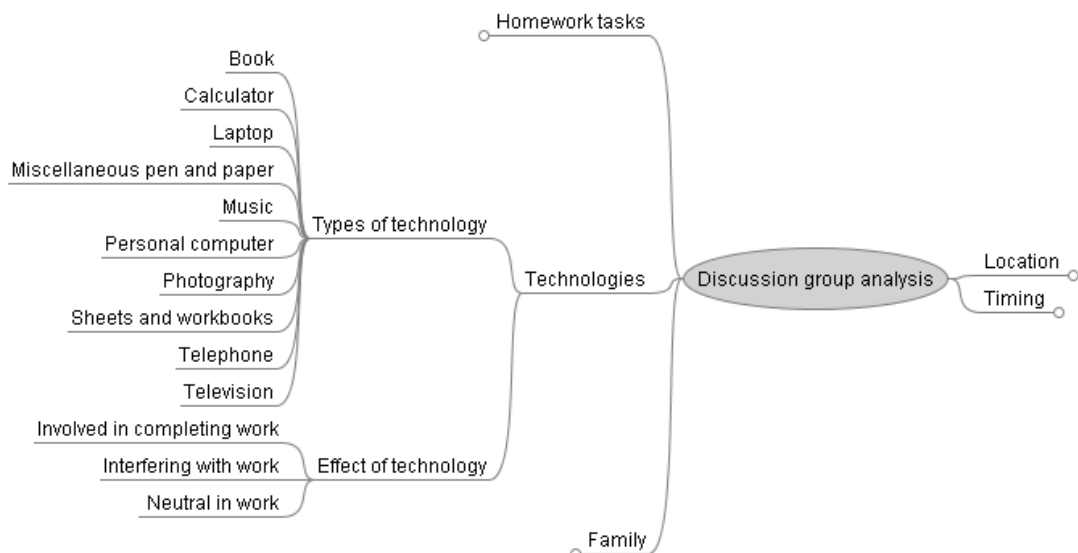 Homework tasks
Book
Calculator
Laptop
Miscellaneous pen and paper
Music
Types of technology
Personal computer
Photography
Sheets and workbooks
Telephone
Television
Technologies
Discussion group analysis
Location
Timing
Involved in completing work
Interfering with work
Effect of technology
Neutral in work
Family